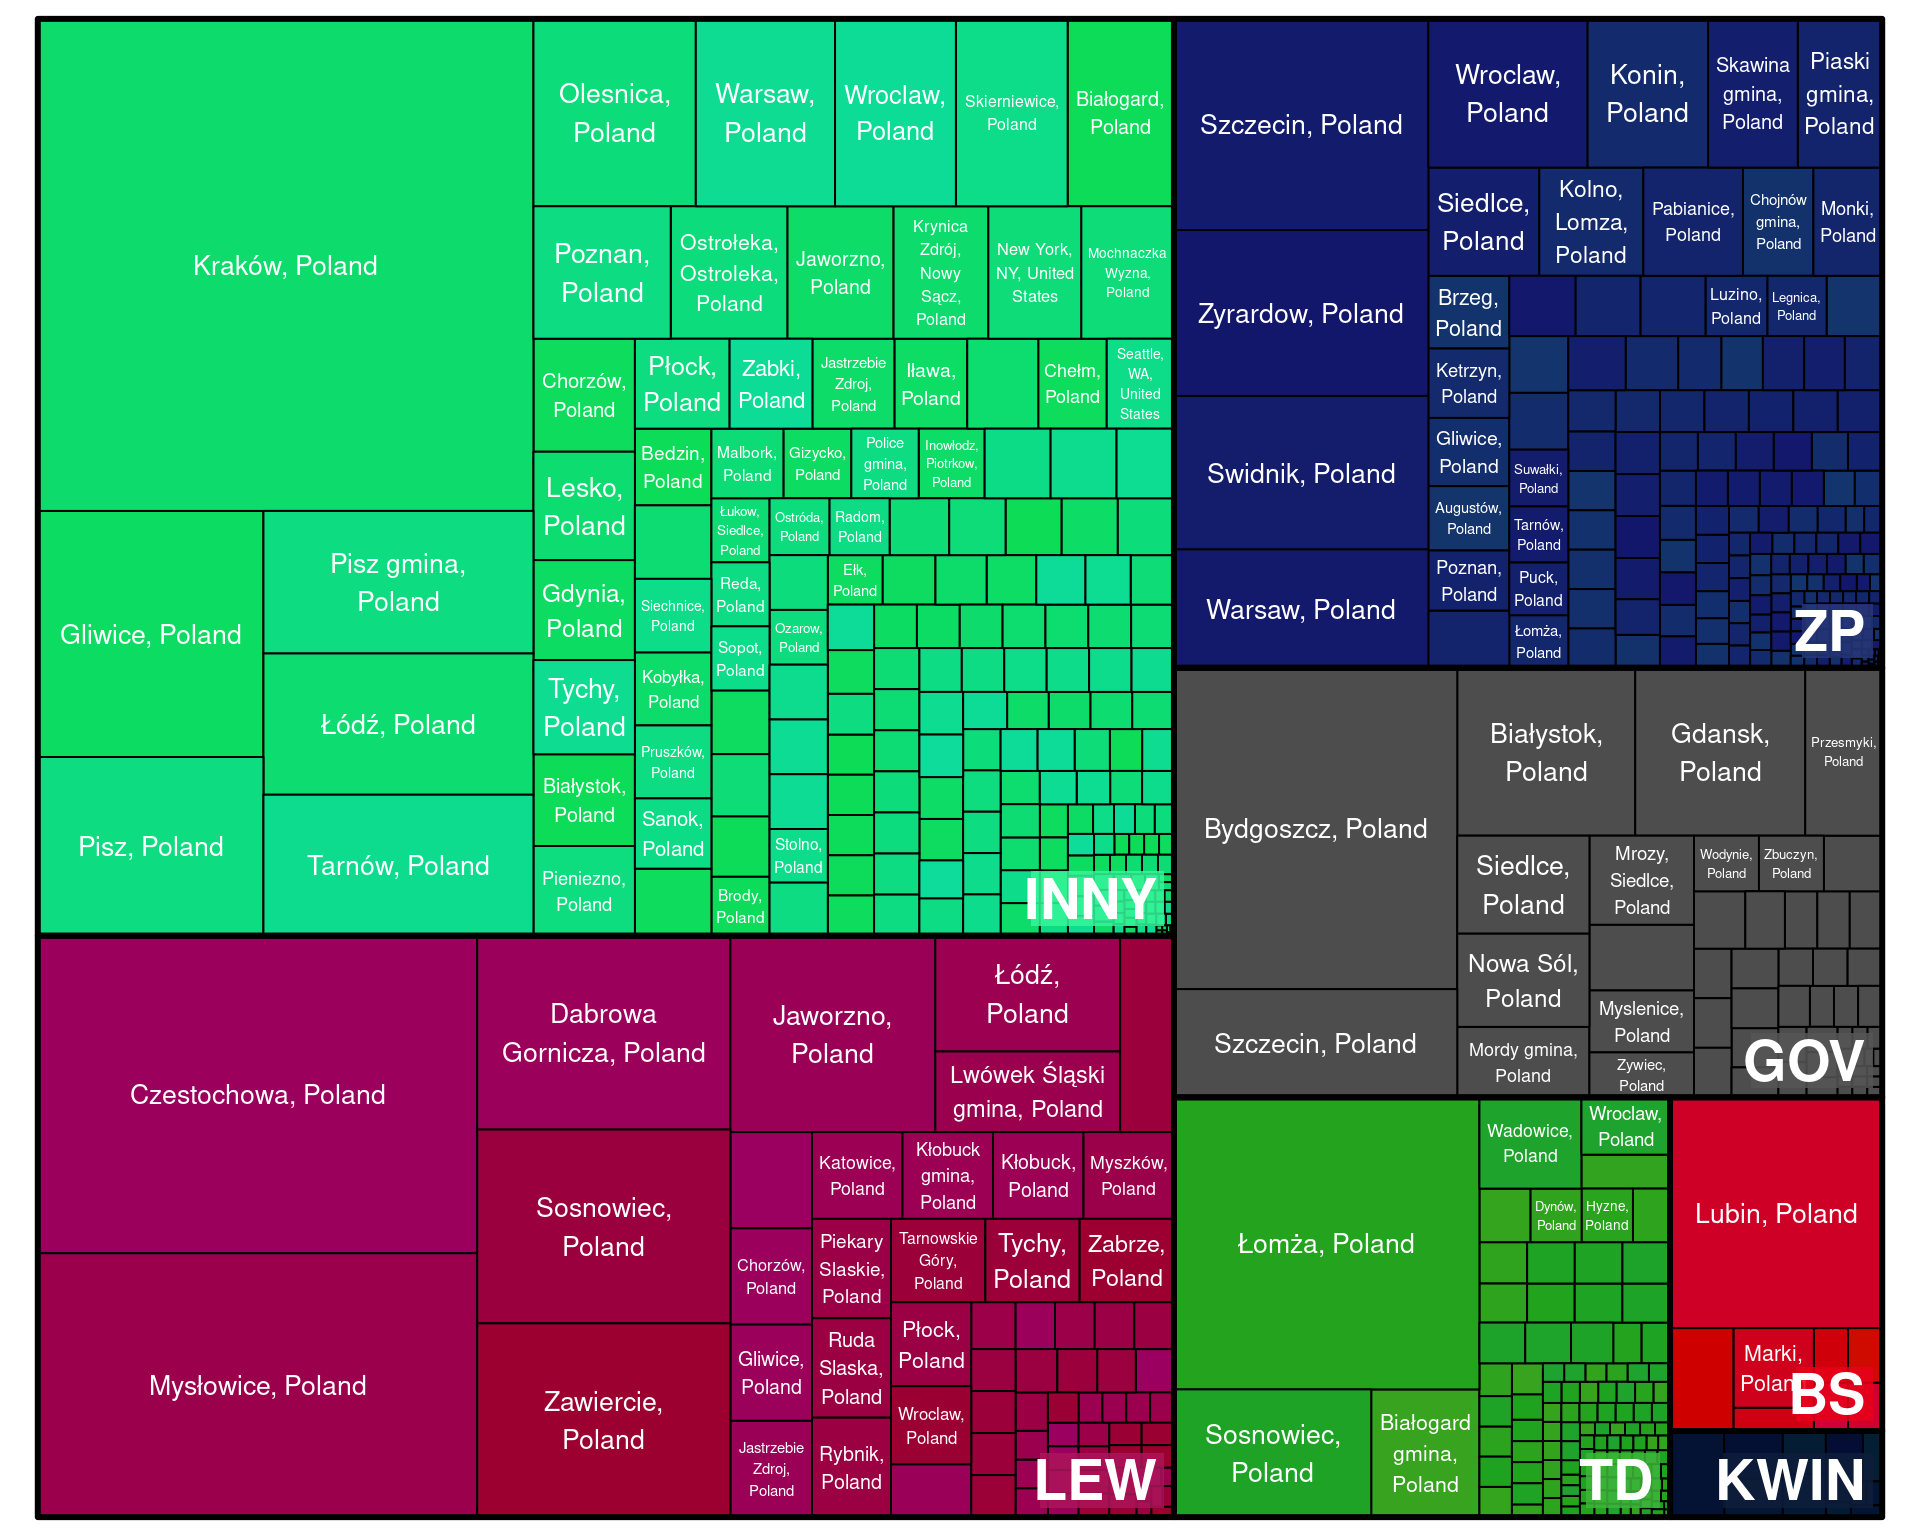 Kraków, Poland
Gliwice, Poland
Pisz, Poland
Pisz gmina,
Poland
Łódź, Poland
Tarnów, Poland
Olesnica,
Poland
Warsaw,
Poland
Wroclaw,
Poland
Skierniewice,
Poland
Białogard,
Poland
Poznan,
Poland
Ostrołeka,
Ostroleka,
Poland
Jaworzno,
Poland
Krynica
Zdrój,
Nowy
Sącz,
Poland
New York,
NY, United
States
Mochnaczka
Wyzna,
Poland
Chorzów,
Poland
Lesko,
Poland
Gdynia,
Poland
Tychy,
Poland
Białystok,
Poland
Pieniezno,
Poland
Płock,
Poland
Zabki,
Poland
Jastrzebie
Zdroj,
Poland
Iława,
Poland
Chełm,
Poland
Seattle,
WA,
United
States
Bedzin,
Poland
Siechnice,
Poland
Kobyłka,
Poland
Pruszków,
Poland
Sanok,
Poland
Malbork,
Poland
Gizycko,
Poland
Police
gmina,
Poland
Inowłodz,
Piotrkow,
Poland
Łukow,
Siedlce,
Poland
Reda,
Poland
Sopot,
Poland
Brody,
Poland
Ostróda,
Poland
Radom,
Poland
Ozarow,
Poland
Stolno,
Poland
Ełk,
Poland
INNY
Czestochowa, Poland
Mysłowice, Poland
Dabrowa
Gornicza, Poland
Sosnowiec,
Poland
Zawiercie,
Poland
Jaworzno,
Poland
Łódź,
Poland
Lwówek Śląski
gmina, Poland
Chorzów,
Poland
Gliwice,
Poland
Jastrzebie
Zdroj,
Poland
Katowice,
Poland
Kłobuck
gmina,
Poland
Kłobuck,
Poland
Myszków,
Poland
Piekary
Slaskie,
Poland
Ruda
Slaska,
Poland
Rybnik,
Poland
Tarnowskie
Góry,
Poland
Tychy,
Poland
Zabrze,
Poland
Płock,
Poland
Wroclaw,
Poland
LEW
Szczecin, Poland
Zyrardow, Poland
Swidnik, Poland
Warsaw, Poland
Wroclaw,
Poland
Konin,
Poland
Skawina
gmina,
Poland
Piaski
gmina,
Poland
Siedlce,
Poland
Kolno,
Lomza,
Poland
Pabianice,
Poland
Chojnów
gmina,
Poland
Monki,
Poland
Brzeg,
Poland
Ketrzyn,
Poland
Gliwice,
Poland
Augustów,
Poland
Poznan,
Poland
Luzino,
Poland
Legnica,
Poland
Suwałki,
Poland
Tarnów,
Poland
Puck,
Poland
Łomża,
Poland
ZP
Bydgoszcz, Poland
Szczecin, Poland
Białystok,
Poland
Gdansk,
Poland
Przesmyki,
Poland
Siedlce,
Poland
Nowa Sól,
Poland
Mordy gmina,
Poland
Mrozy,
Siedlce,
Poland
Myslenice,
Poland
Zywiec,
Poland
Wodynie,
Poland
Zbuczyn,
Poland
GOV
Łomża, Poland
Sosnowiec,
Poland
Białogard
gmina,
Poland
Wadowice,
Poland
Wroclaw,
Poland
Dynów,
Poland
Hyzne,
Poland
TD
Lubin, Poland
Marki,
Poland
BS
KWIN